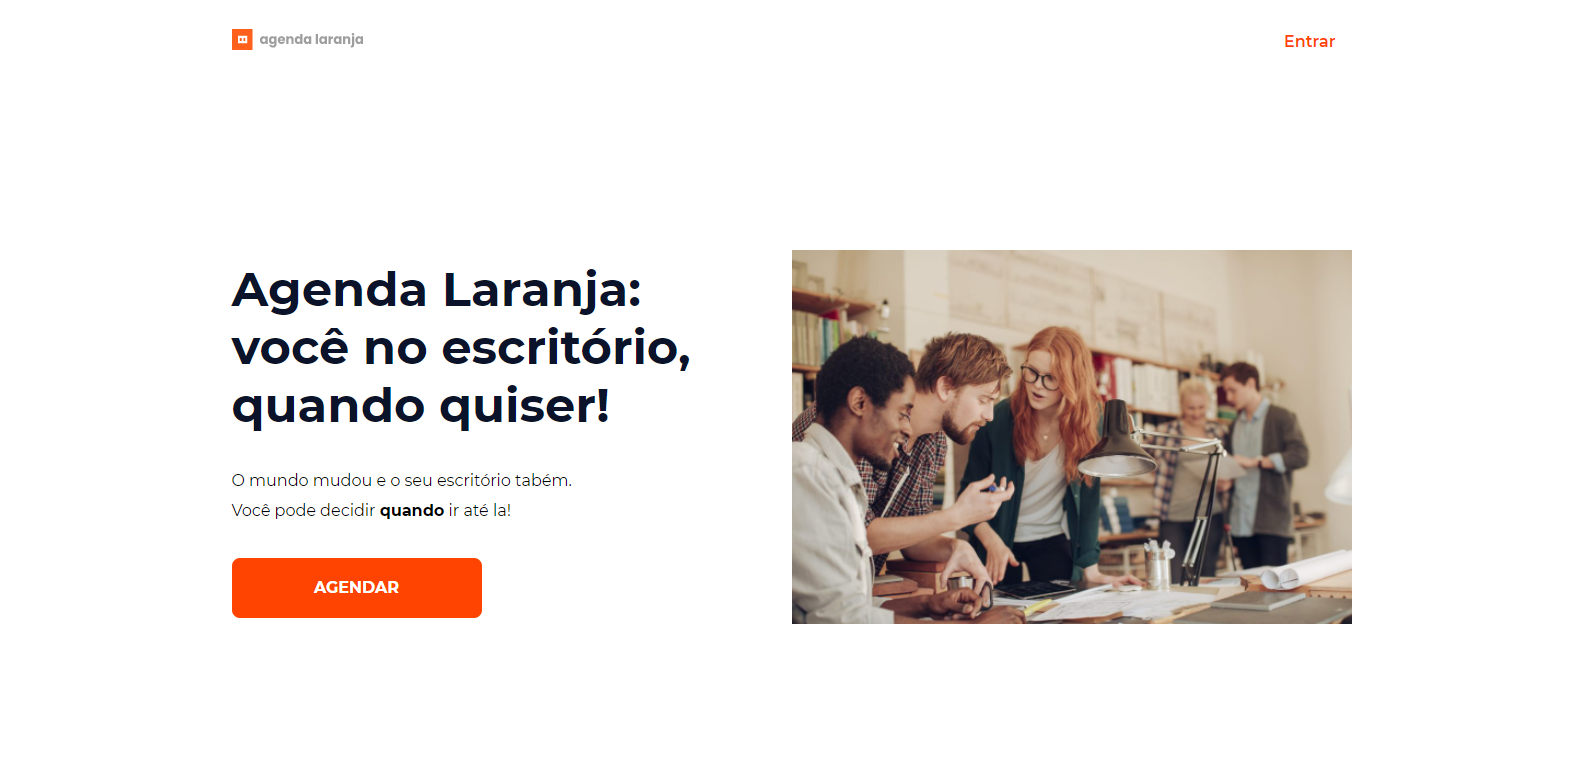 agenda laranja
Entrar
Agenda Laranja:
você no escritório,
quando quiser!
O mundo mudou e o seu escritório tabém.
Você pode decidir quando ir até la!
AGENDAR